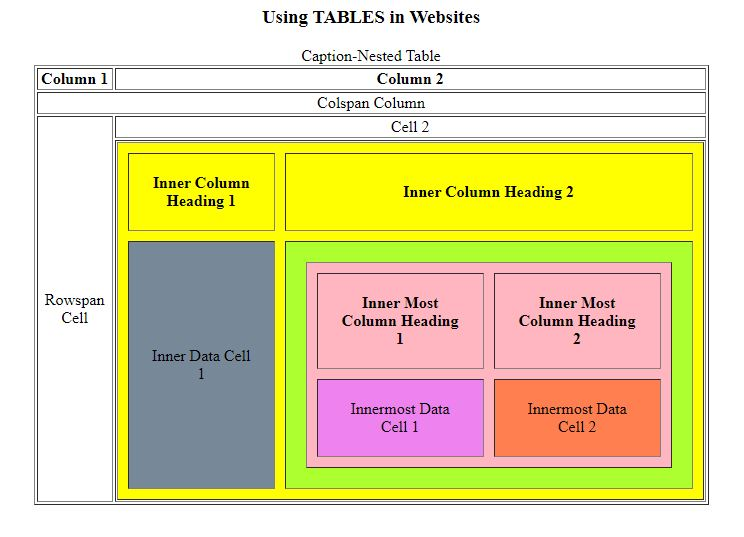 Using TABLES in Websites
Caption-Nested Table
Column 1
Column 2
Colspan Column
Rowspan
Cell
Cell 2
Inner Column
Heading 1
Inner Column Heading 2
Inner Data Cell
1
Inner Most
Column Heading
1
Inner Most
Column Heading
2
Innermost Data
Cell 1
Innermost Data
Cell 2